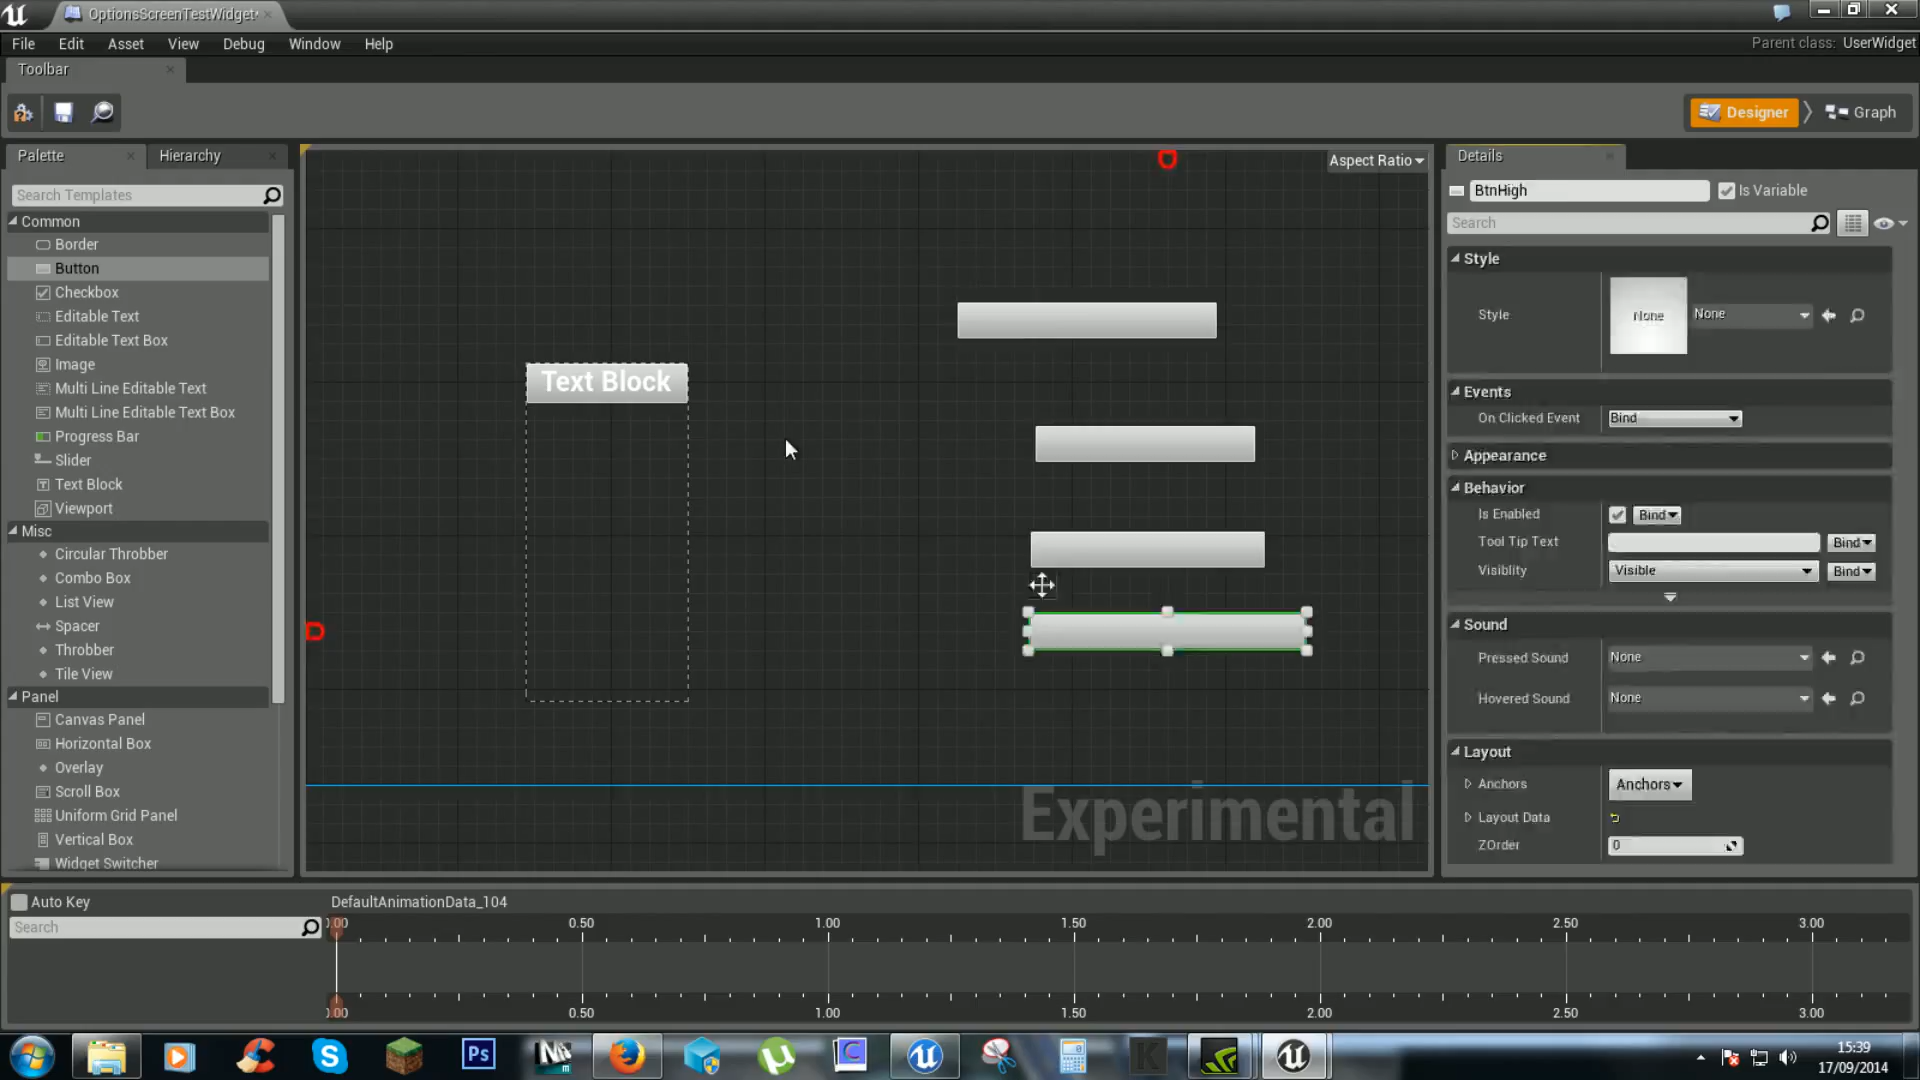 OptionsScreenTestWidget*
File Edit Asset View Debug Window Help
Parent class: UserWidget
Toolbar
Designer
Graph
Palette
Hierarchy
Search Templates
Common
Border
Button
Checkbox
Editable Text
Editable Text Box
Image
Multi Line Editable Text
Multi Line Editable Text Box
Progress Bar
Slider
Text Block
Viewport
Misc
Circular Throbber
Combo Box
List View
Spacer
Throbber
Tile View
Panel
Canvas Panel
Horizontal Box
Overlay
Scroll Box
Uniform Grid Panel
Vertical Box
Widget Switcher
Aspect Ratio
Text Block
Experimental
Details
BtnHigh
Is Variable
Search
Style
Style None None
Events
On Clicked Event Bind
Appearance
Behavior
Is Enabled Bind
Tool Tip Text Bind
Visiblity Visible Bind
Sound
Pressed Sound None
Hovered Sound None
Layout
Anchors Anchors
Layout Data
ZOrder 0
Auto Key
DefaultAnimationData_104
Search
0.00 0.50 1.00 1.50 2.00 2.50 3.00
0.00 0.50 1.00 1.50 2.00 2.50 3.00
Ps
15:39
17/09/2014